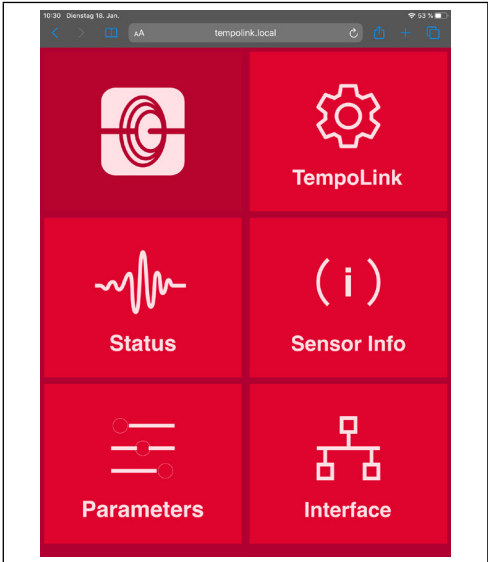 10:30 Dienstag 18. Jan.
53 %
AA
tempolink.local
TempoLink
Status
( i )
Sensor Info
Parameters
Interface